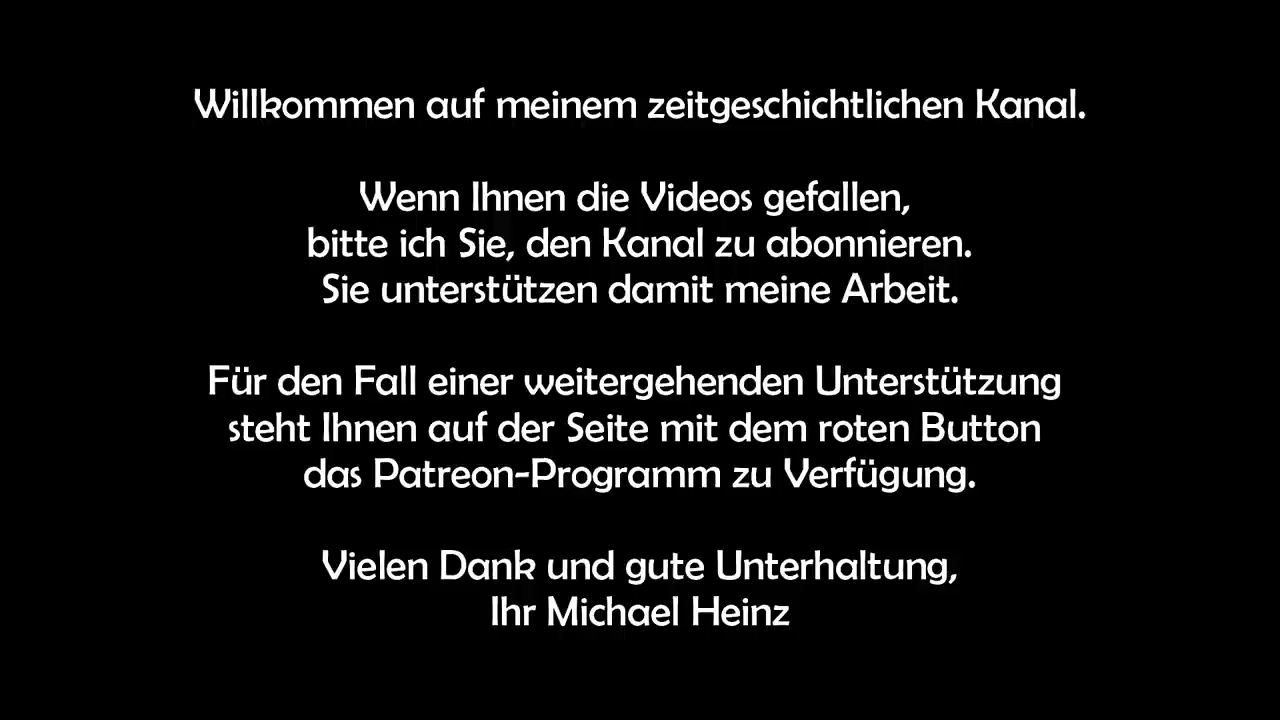 Willkommen auf meinem zeitgeschichtlichen Kanal.
Wenn Ihnen die Videos gefallen,
bitte ich Sie, den Kanal zu abonnieren.
Sie unterstützen damit meine Arbeit.
Für den Fall einer weitergehenden Unterstützung
steht Ihnen auf der Seite mit dem roten Button
das Patreon-Programm zu Verfügung.
Vielen Dank und gute Unterhaltung,
Ihr Michael Heinz